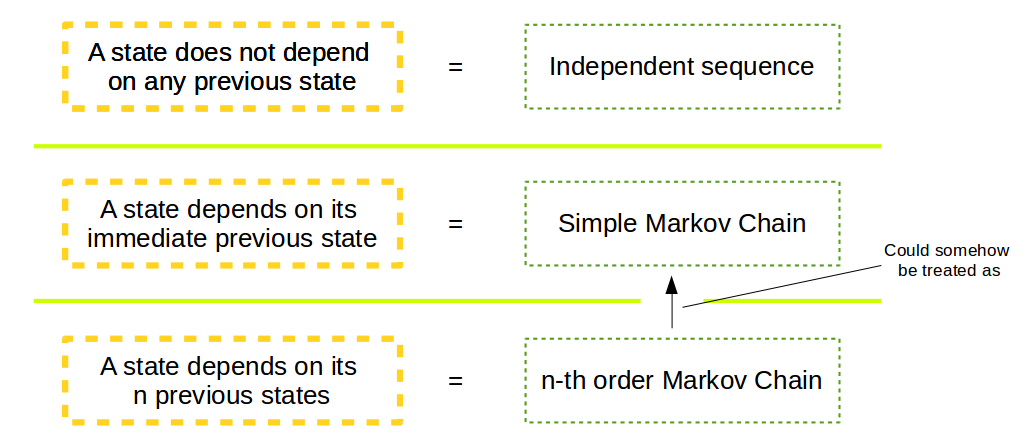 A state does not depend
on any previous state
=
Independent sequence
A state depends on its
immediate previous state
=
Simple Markov Chain
Could somehow
be treated as
A state depends on its
n previous states
=
n-th order Markov Chain